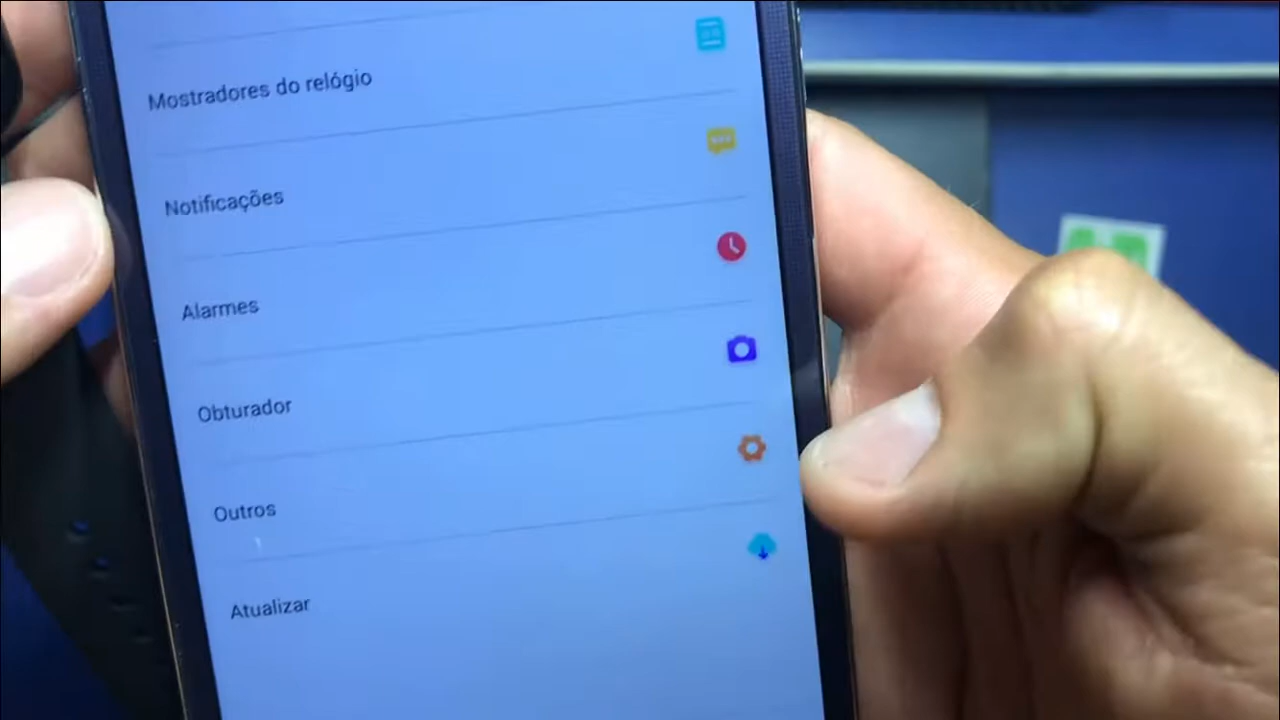 Mostradores do relógio
Notificações
Alarmes
Obturador
Outros
Atualizar